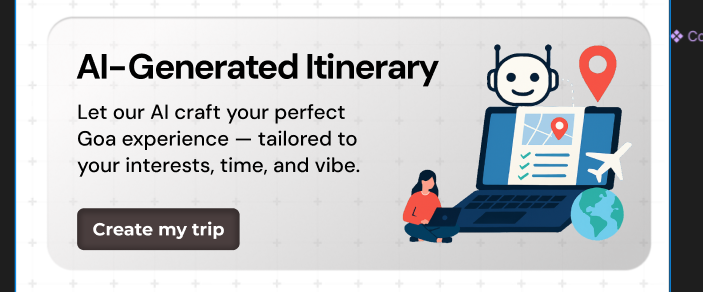 AI-Generated Itinerary
Let our AI craft your perfect
Goa experience — tailored to
your interests, time, and vibe.
Create my trip
Co